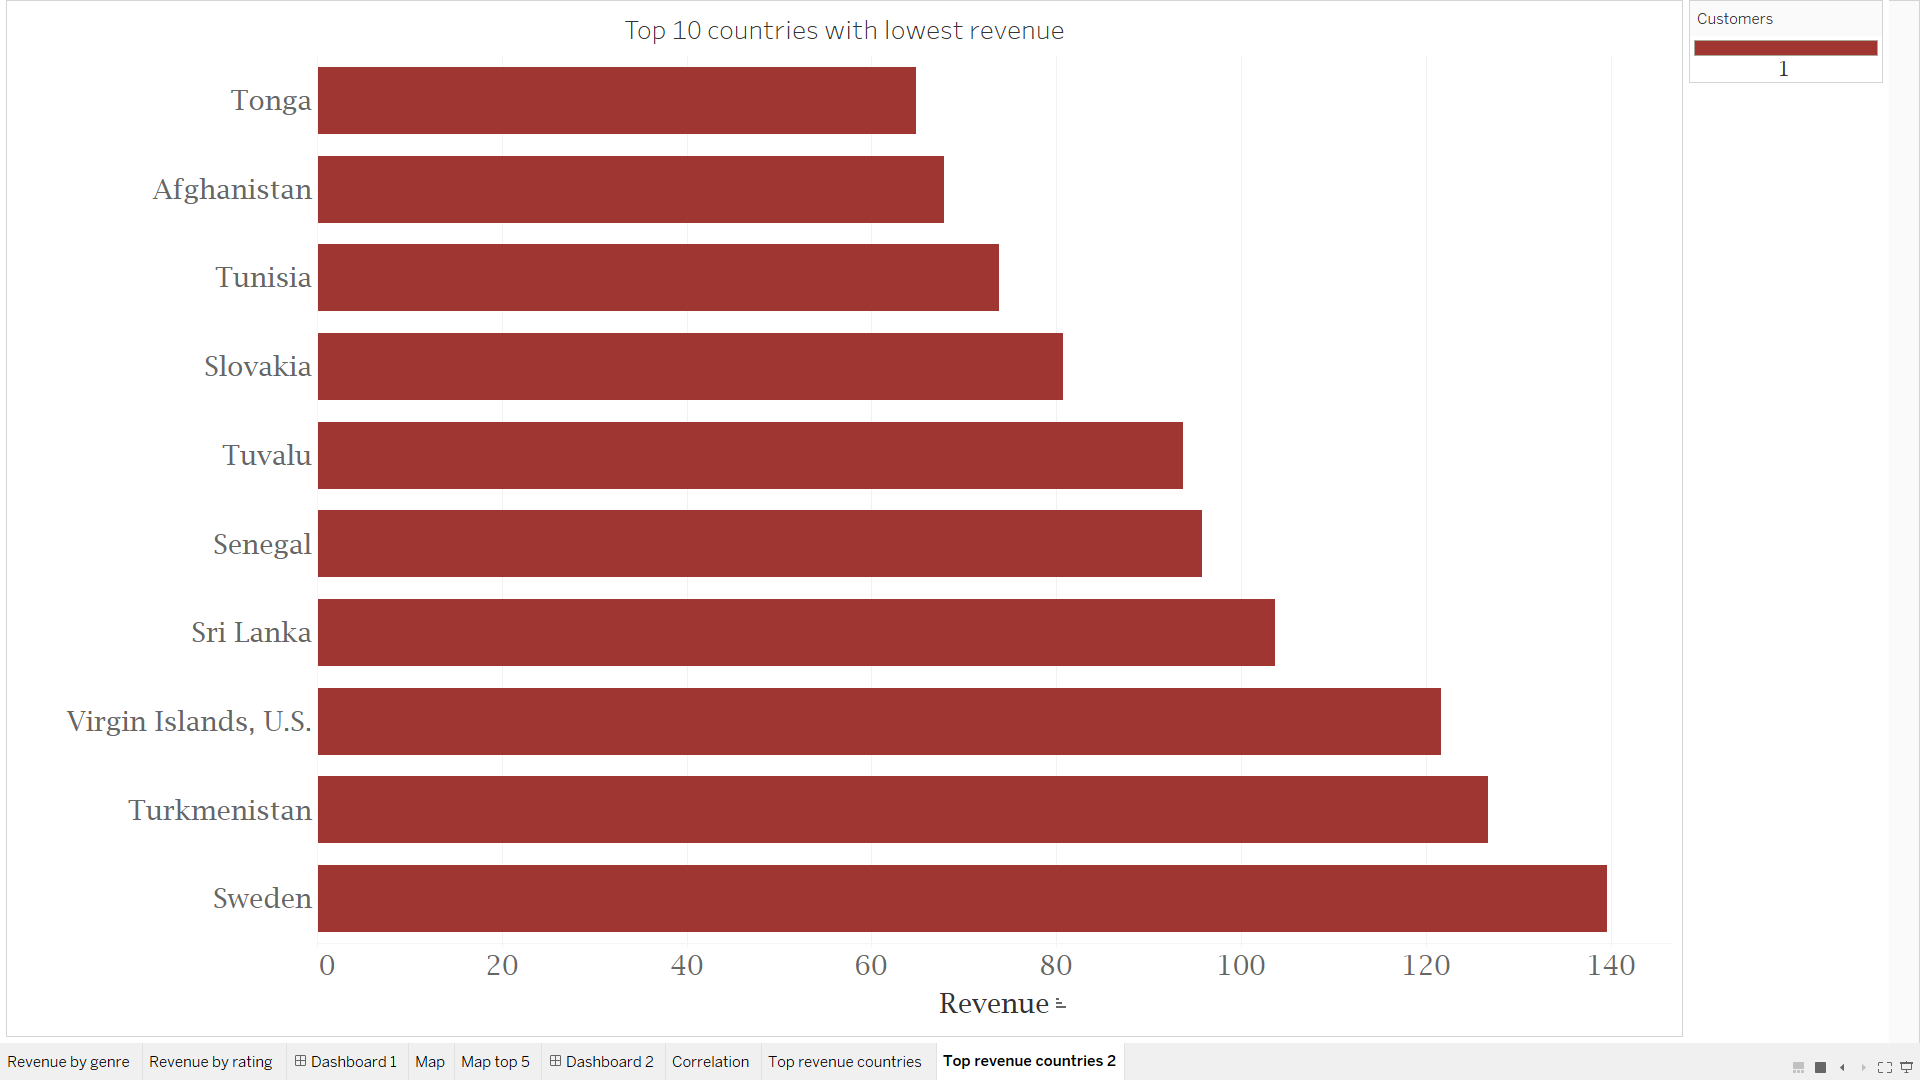 Top 10 countries with lowest revenue
Customers
1
Tonga
Afghanistan
Tunisia
Slovakia
Tuvalu
Senegal
Sri Lanka
Virgin Islands, U.S.
Turkmenistan
Sweden
0 20 40 60 80 100 120 140
Revenue
Revenue by genre Revenue by rating Dashboard 1 Map Map top 5 Dashboard 2 Correlation Top revenue countries Top revenue countries 2